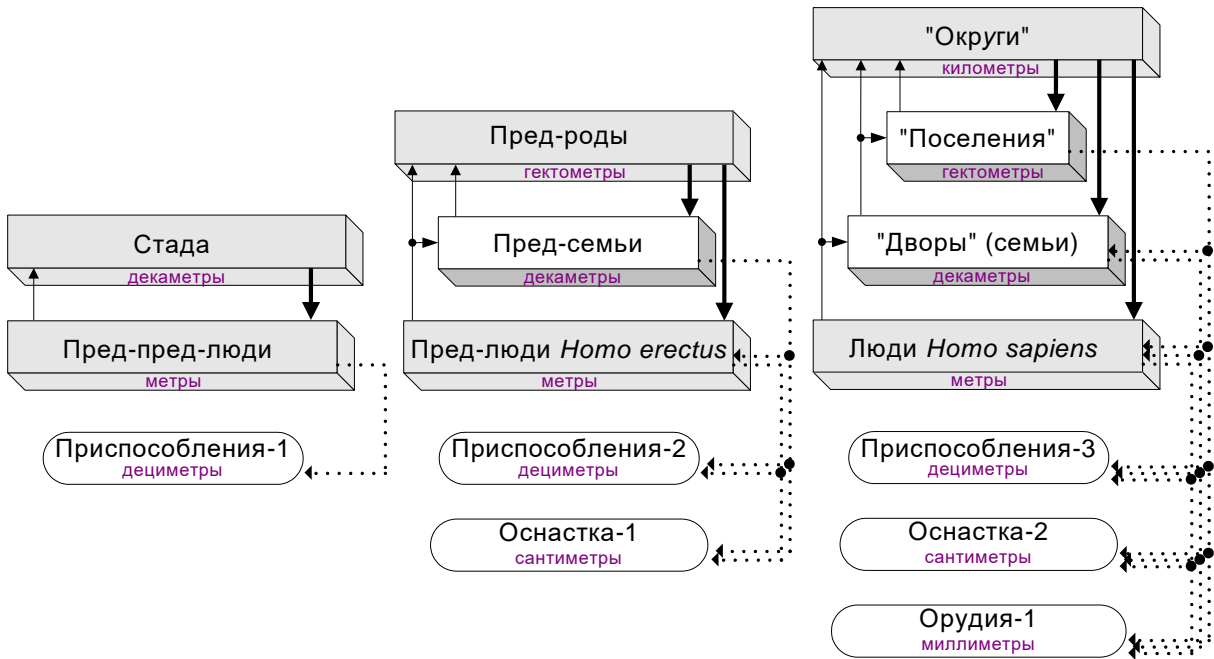 Стада
декаметры
Пред-пред-люди
метры
Приспособления-1
дециметры
Пред-роды
гектометры
Пред-семьи
декаметры
Пред-люди Homo erectus
метры
Приспособления-2
дециметры
Оснастка-1
сантиметры
"Округи"
километры
"Поселения"
гектометры
"Дворы" (семьи)
декаметры
Люди Homo sapiens
метры
Приспособления-3
дециметры
Оснастка-2
сантиметры
Орудия-1
миллиметры